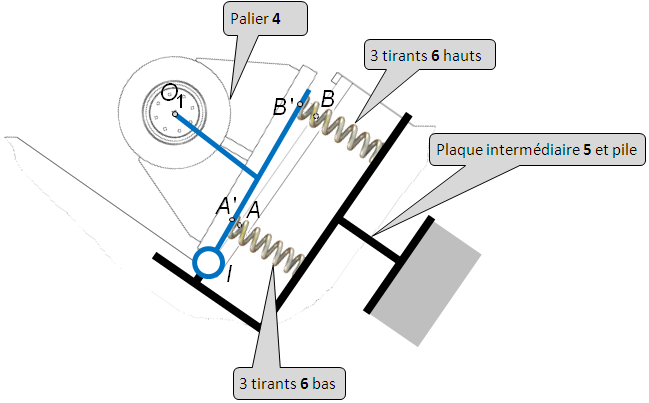 Palier 4
3 tirants 6 hauts
O1
B' B
Plaque intermédiaire 5 et pile
A' A
I
3 tirants 6 bas